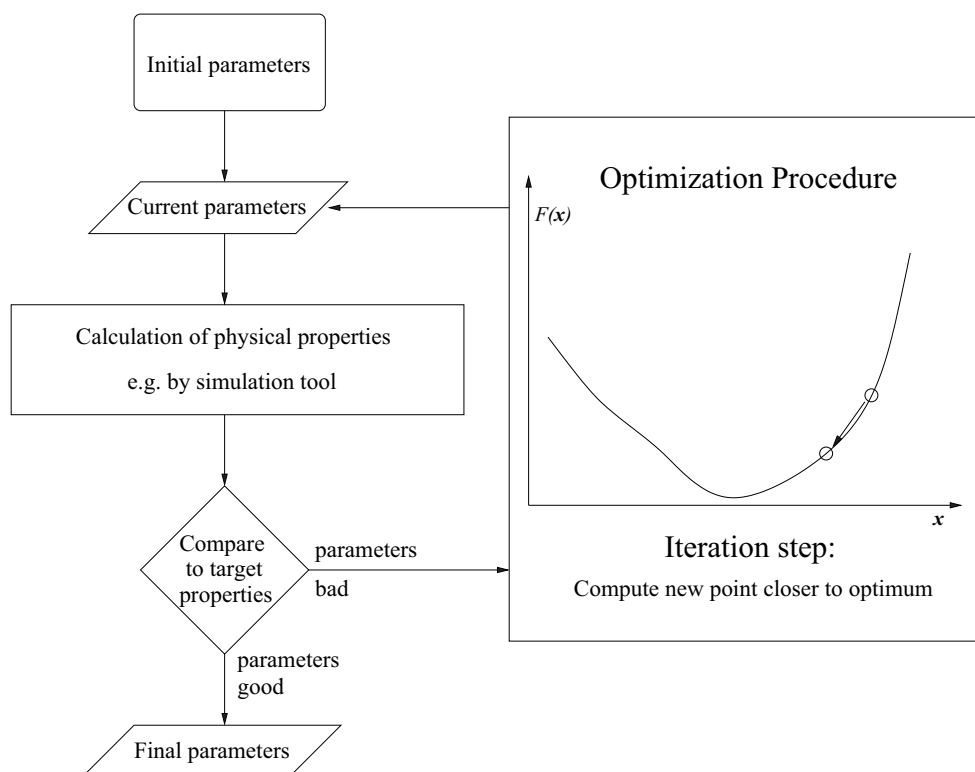 Initial parameters
Current parameters
Calculation of physical properties
e.g. by simulation tool
Compare
to target
properties
parameters
bad
parameters
good
Final parameters
Optimization Procedure
F(x)
x
Iteration step:
Compute new point closer to optimum